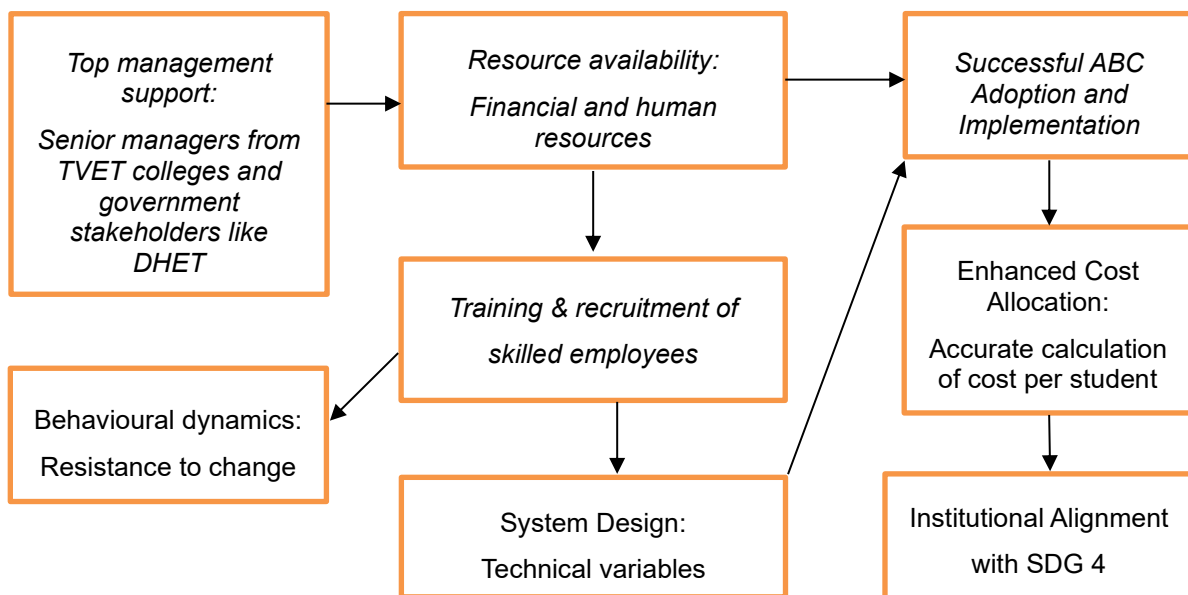 Top management
support:
Senior managers from
TVET colleges and
government
stakeholders like
DHET
Resource availability:
Financial and human
resources
Successful ABC
Adoption and
Implementation
Training & recruitment of
skilled employees
Enhanced Cost
Allocation:
Accurate calculation
of cost per student
Behavioural dynamics:
Resistance to change
System Design:
Technical variables
Institutional Alignment
with SDG 4